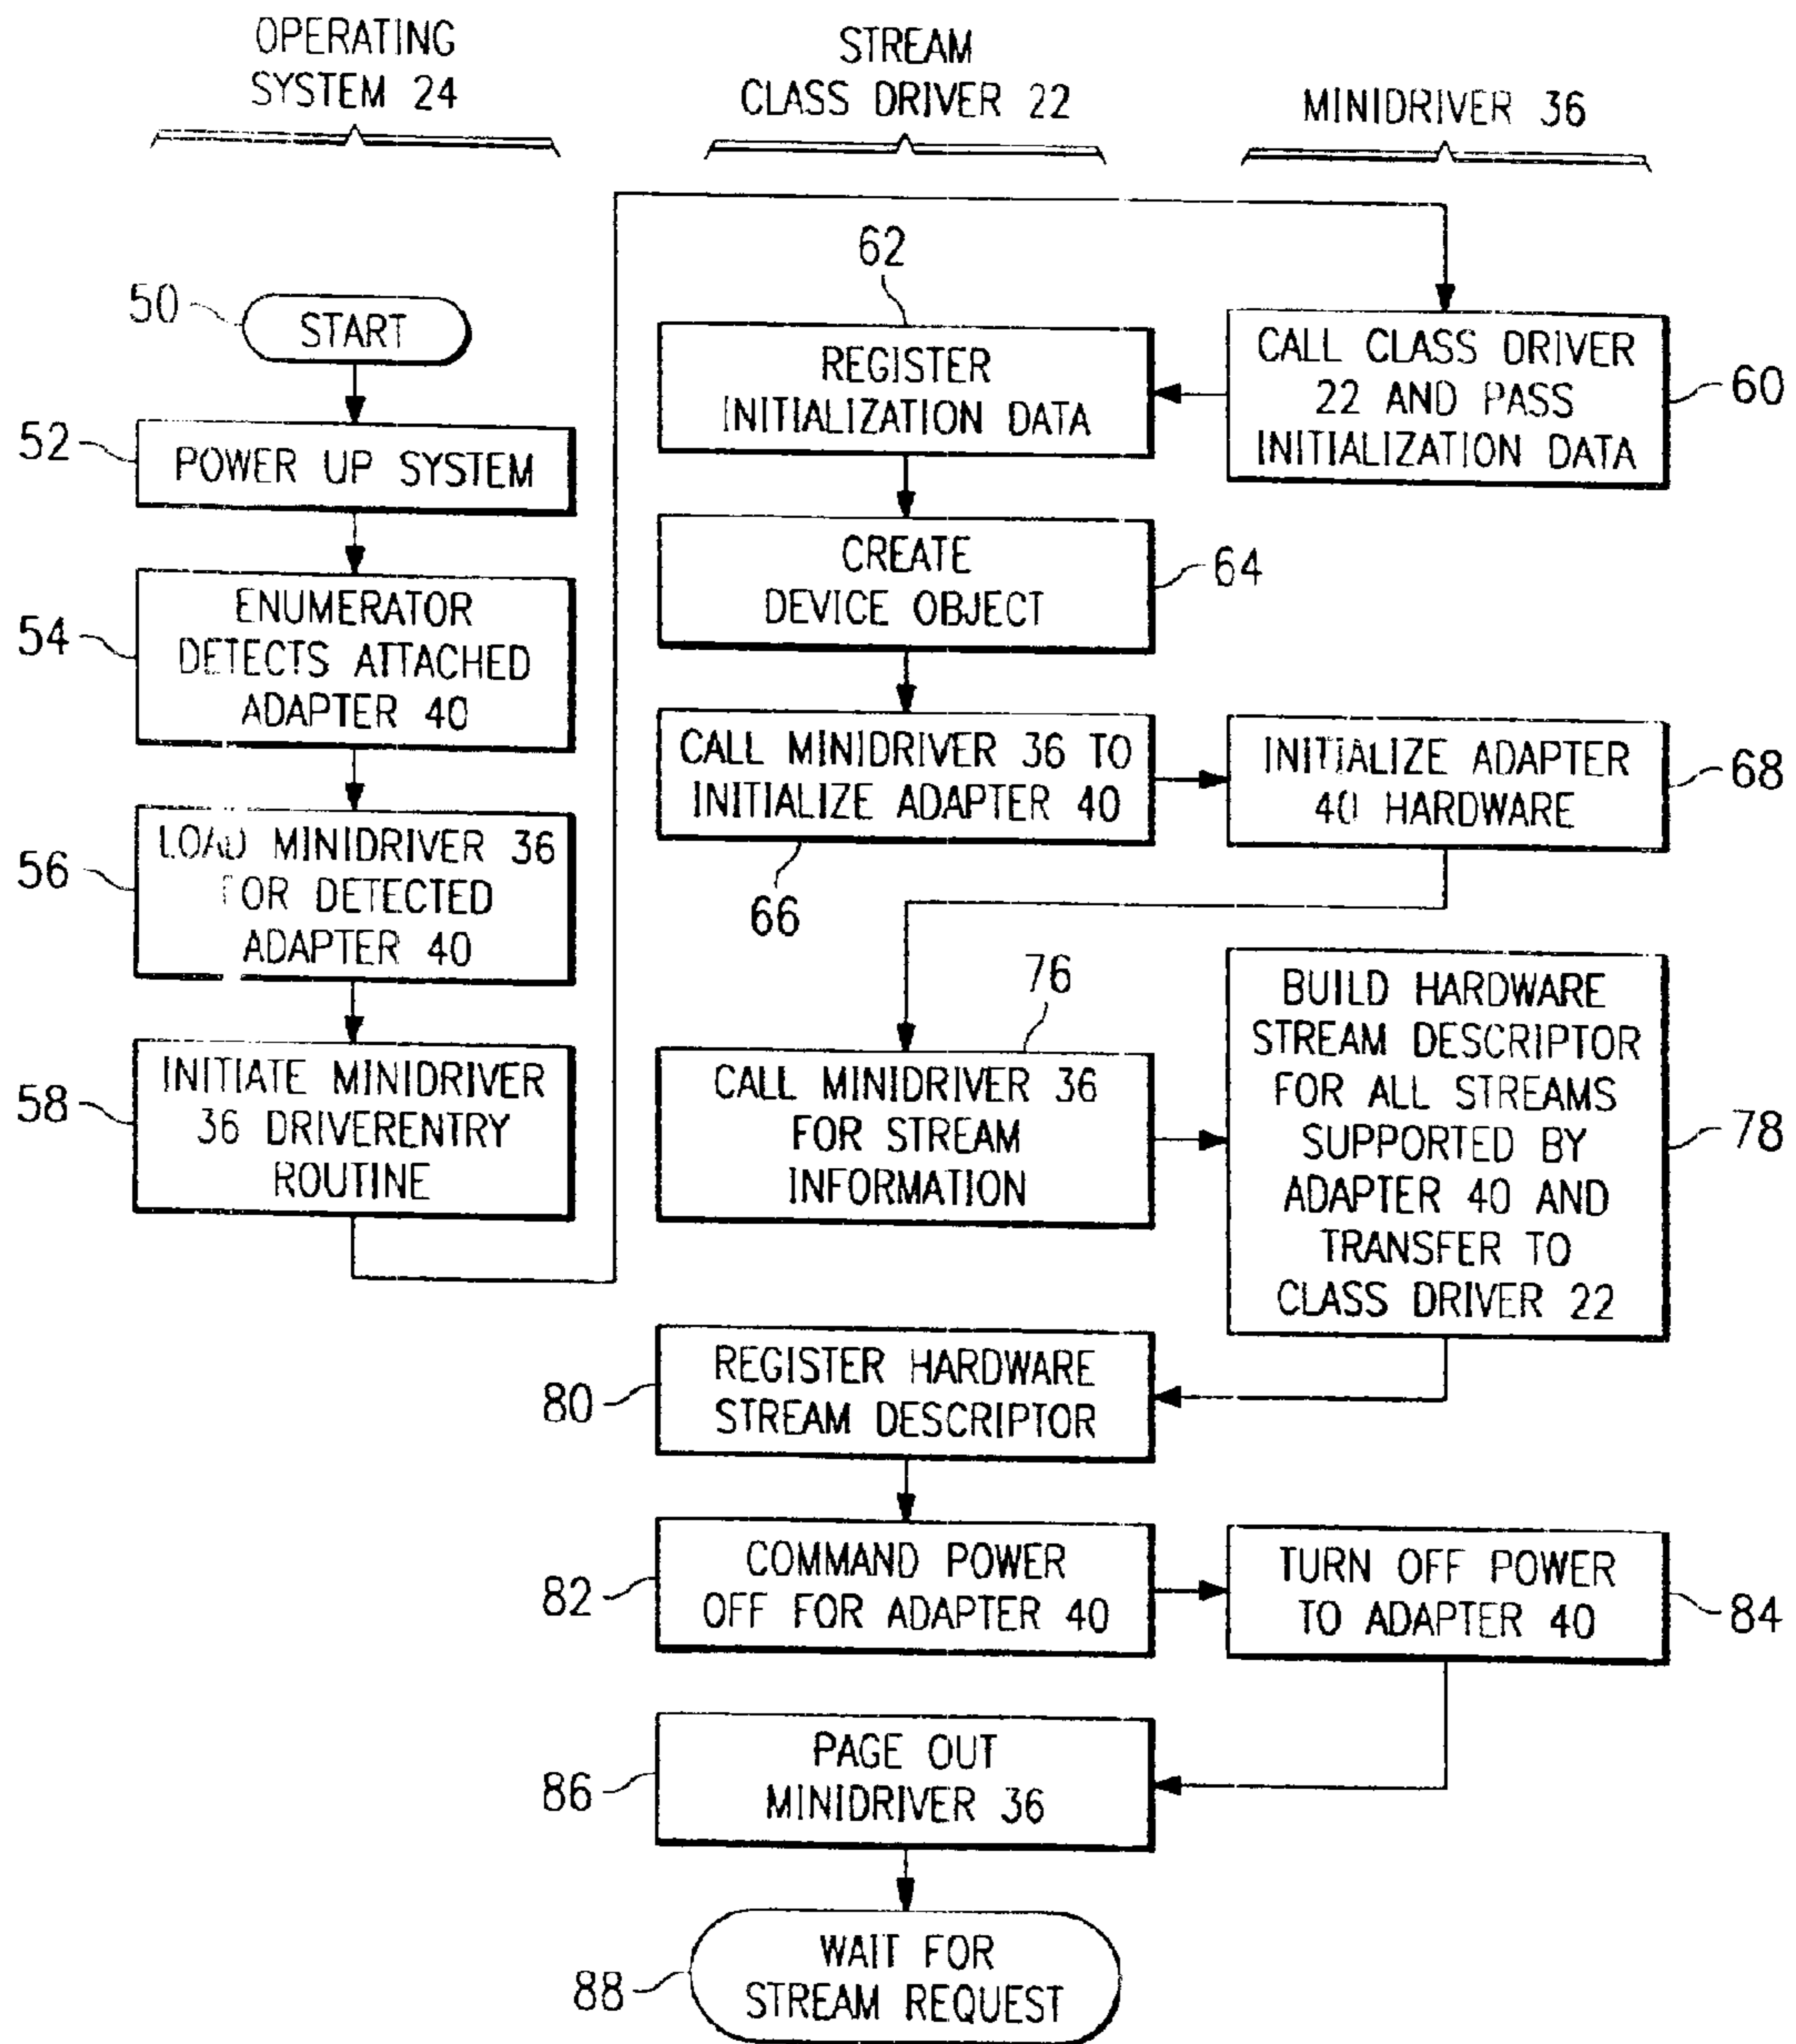 OPERATING
SYSTEM 24
STREAM
CLASS DRIVER 22
MINIDRIVER 36
50
START
52
POWER UP SYSTEM
54
ENUMERATOR
DETECTS ATTACHED
ADAPTER 40
56
LOAD MINIDRIVER 36
FOR DETECTED
ADAPTER 40
58
INITIATE MINIDRIVER
36 DRIVERENTRY
ROUTINE
CALL CLASS DRIVER
22 AND PASS
INITIALIZATION DATA
60
62
REGISTER
INITIALIZATION DATA
CREATE
DEVICE OBJECT
64
CALL MINIDRIVER 36 TO
INITIALIZE ADAPTER 40
66
INITIALIZE ADAPTER
40 HARDWARE
68
76
CALL MINIDRIVER 36
FOR STREAM
INFORMATION
BUILD HARDWARE
STREAM DESCRIPTOR
FOR ALL STREAMS
SUPPORTED BY
ADAPTER 40 AND
TRANSFER TO
CLASS DRIVER 22
78
80
REGISTER HARDWARE
STREAM DESCRIPTOR
82
COMMAND POWER
OFF FOR ADAPTER 40
TURN OFF POWER
TO ADAPTER 40
84
86
PAGE OUT
MINIDRIVER 36
88
WAIT FOR
STREAM REQUEST